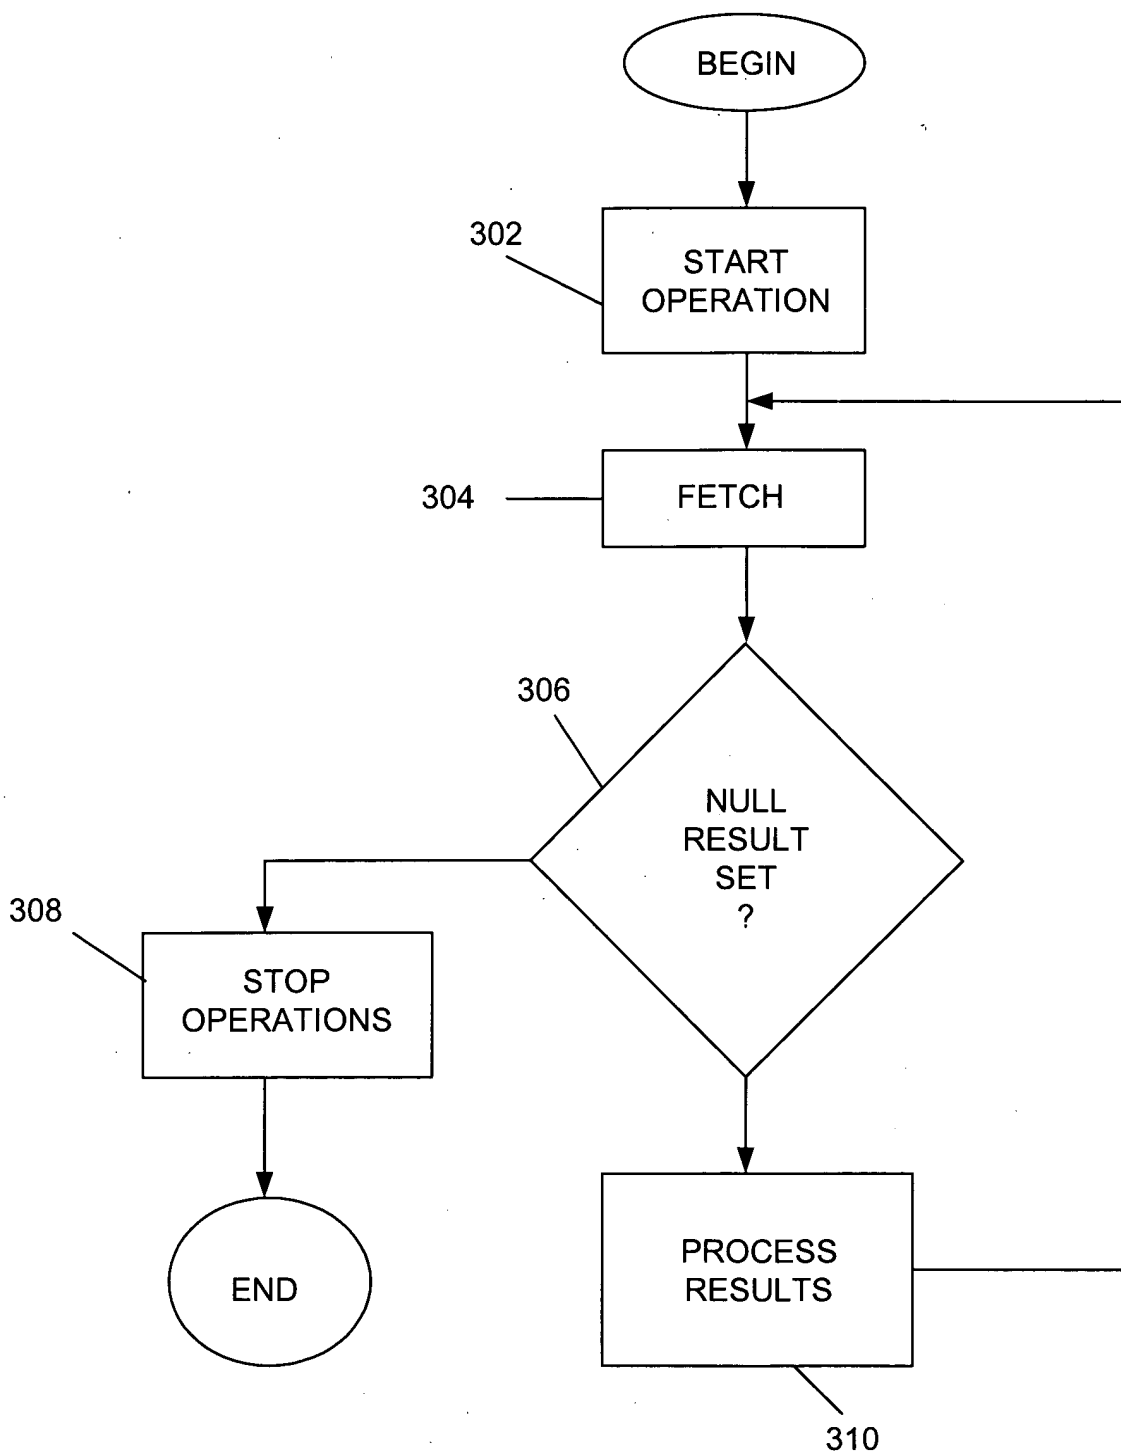 BEGIN
302
START
OPERATION
304
FETCH
306
NULL
RESULT
SET
?
308
STOP
OPERATIONS
END
PROCESS
RESULTS
310